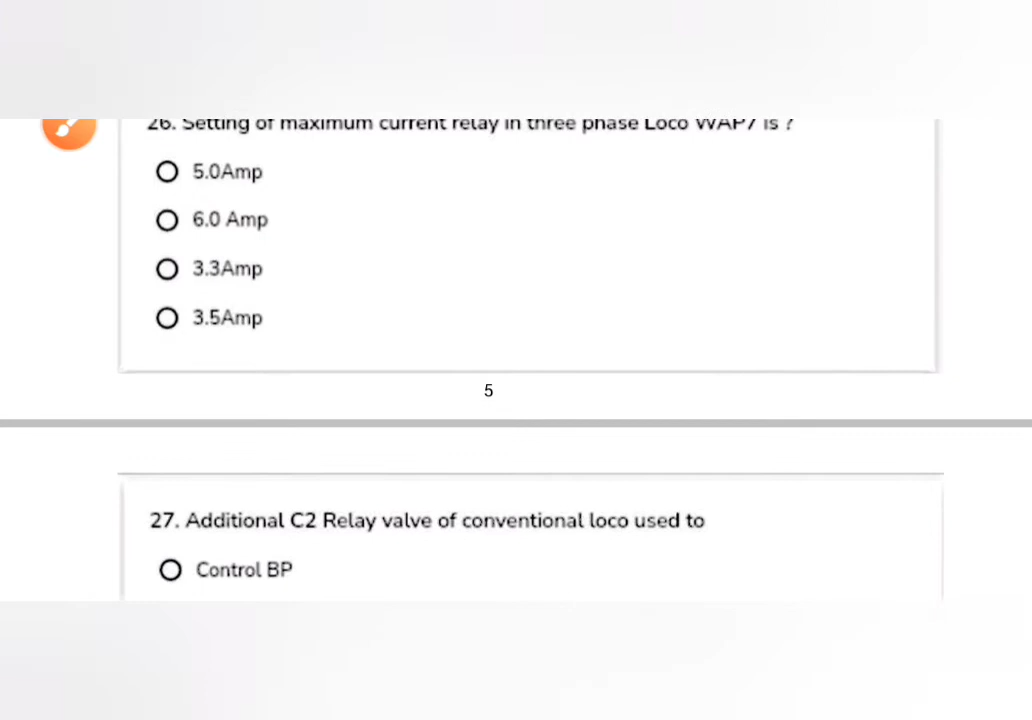 26. Setting of maximum current relay in three phase Loco WAP7 is ?
5.0Amp
6.0 Amp
3.3Amp
3.5Amp
5
27. Additional C2 Relay valve of conventional loco used to
Control BP